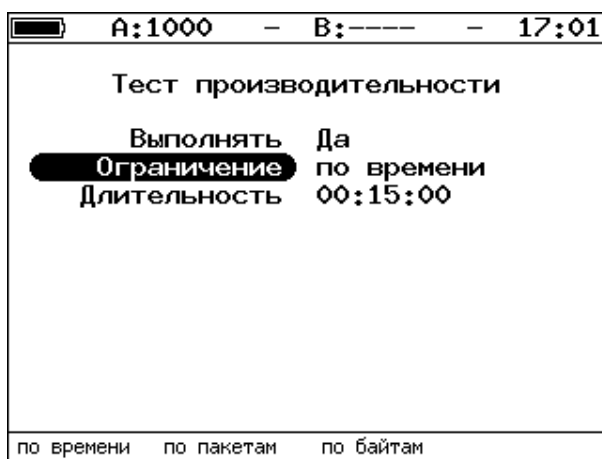 A:1000 – B:---- – 17:01
Тест производительности
Выполнять Да
Ограничение по времени
Длительность 00:15:00
по времени по пакетам по байтам